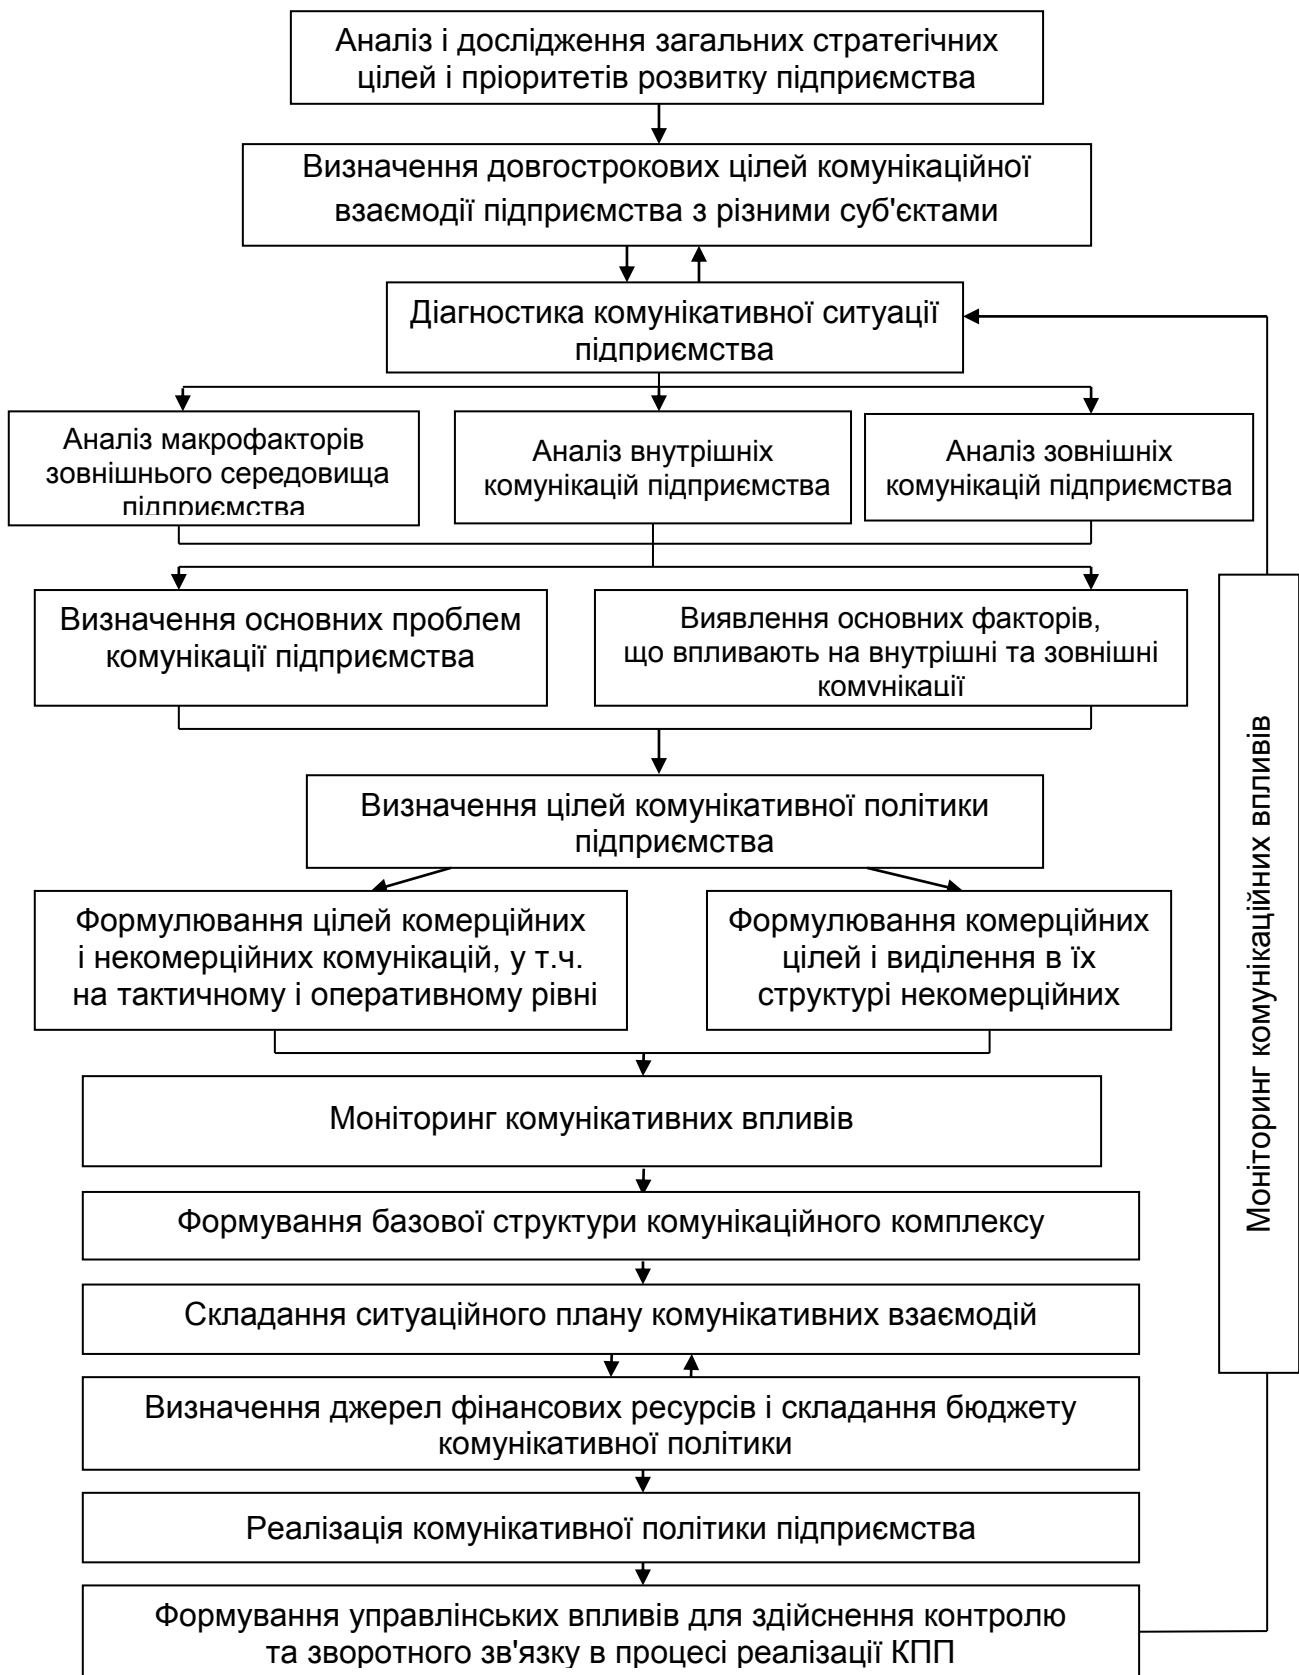 Аналіз і дослідження загальних стратегічних
цілей і пріоритетів розвитку підприємства
Визначення довгострокових цілей комунікаційної
взаємодії підприємства з різними суб'єктами
Діагностика комунікативної ситуації
підприємства
Аналіз макрофакторів
зовнішнього середовища
підприємства
Аналіз внутрішніх
комунікацій підприємства
Аналіз зовнішніх
комунікацій підприємства
Визначення основних проблем
комунікації підприємства
Виявлення основних факторів,
що впливають на внутрішні та зовнішні
комунікації
Визначення цілей комунікативної політики
підприємства
Формулювання цілей комерційних
і некомерційних комунікацій, у т.ч.
на тактичному і оперативному рівні
Формулювання комерційних
цілей і виділення в їх
структурі некомерційних
Моніторинг комунікативних впливів
Формування базової структури комунікаційного комплексу
Складання ситуаційного плану комунікативних взаємодій
Визначення джерел фінансових ресурсів і складання бюджету
комунікативної політики
Реалізація комунікативної політики підприємства
Формування управлінських впливів для здійснення контролю
та зворотного зв'язку в процесі реалізації КПП
Моніторинг комунікаційних впливів